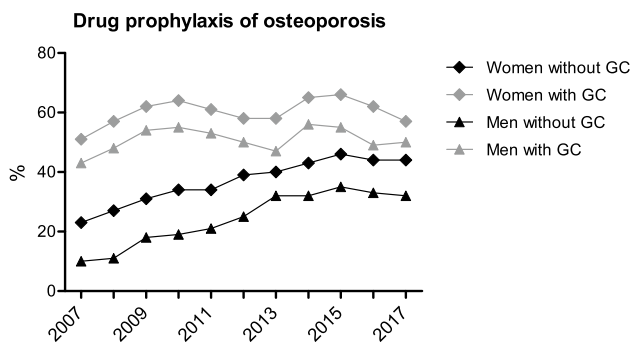 Drug prophylaxis of osteoporosis
80
60
40
20
0
%
2007
2009
2011
2013
2015
2017
Women without GC
Women with GC
Men without GC
Men with GC